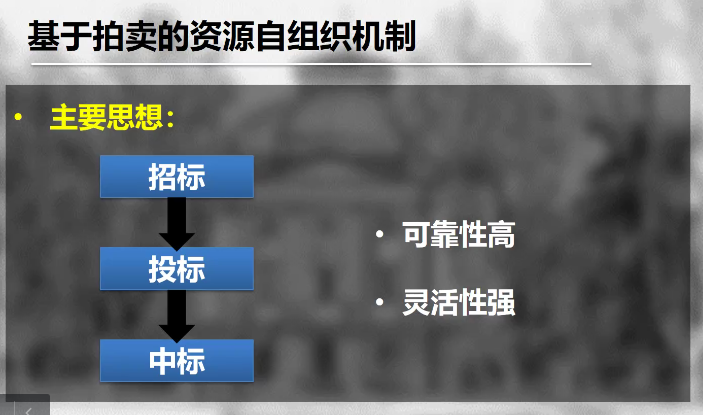 基于拍卖的资源自组织机制
• 主要思想：
招标
投标
中标
• 可靠性高
• 灵活性强